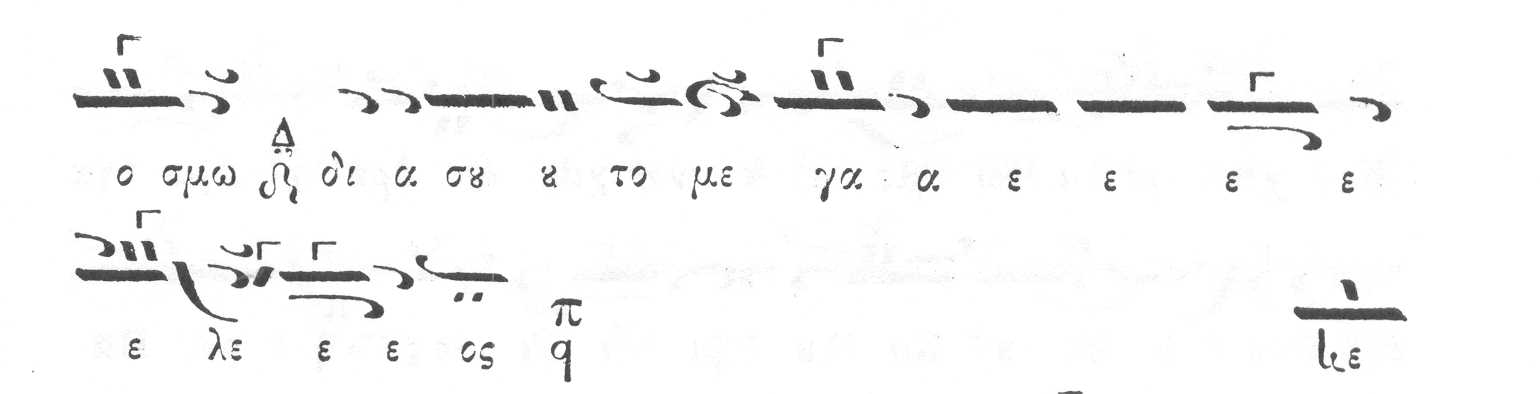 ο σμω Δ δι α σȣ ȣ το με γα α ε ε ε ε
ε λε ε ε ος π q κε